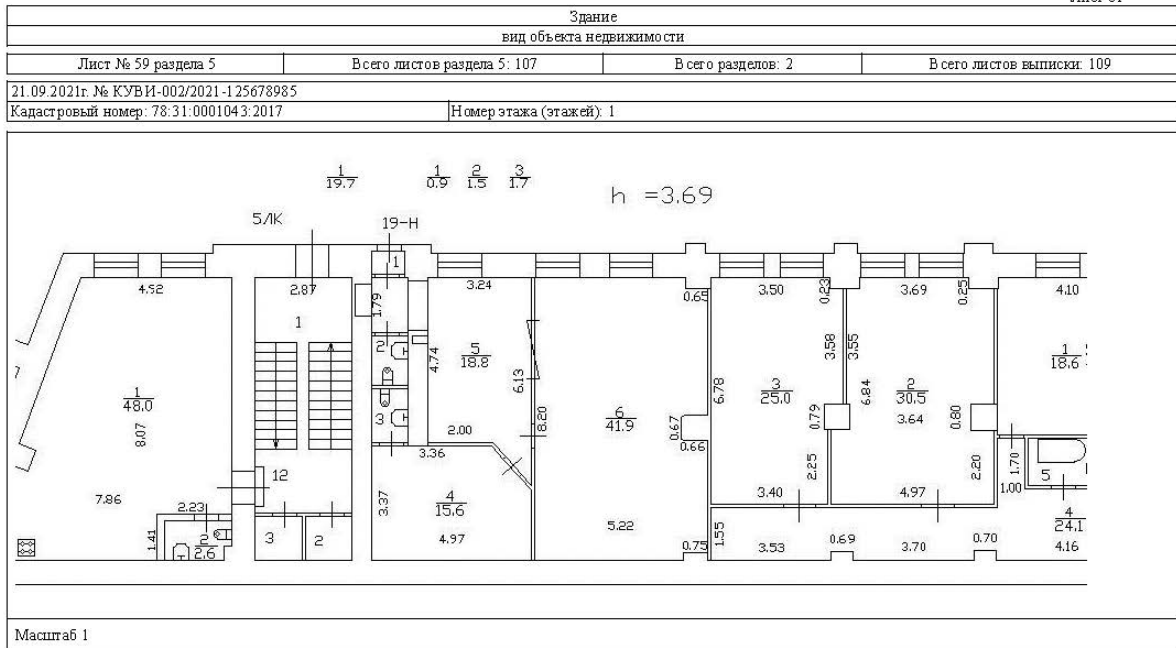 Здание
вид объекта недвижимости
Лист № 59 раздела 5 Всего листов раздела 5: 107 Всего разделов: 2 Всего листов выписки: 109
21.09.2021г. № КУВИ-002/2021-125678985
Кадастровый номер: 78:31:0001043:2017 Номер этажа (этажей): 1
1 1 2 3
19.7 0.9 1.5 1.7
h =3.69
5ЛК 19-Н
1
4.92 2.87 3.24 3.50 3.69 4.10
1.79 0.65 0.23 0.25
1
2 5 3.58 3.55 1
4.74 18.8 18.6
6.13 6.78 3 6.84 2
1 25.0 30.5
48.0
3 8.20 6 0.67 0.79 3.64 0.80
8.07 2.00 41.9
3.36 0.66
12 2.25 2.20 1.70 5
7.86 3.37 4 3.40 4.97 1.00
2.23 15.6
1.41 2 3 2 4.97 5.22 1.55 4
2.6 0.75 3.53 0.69 3.70 0.70 24.1
4.16
Масштаб 1